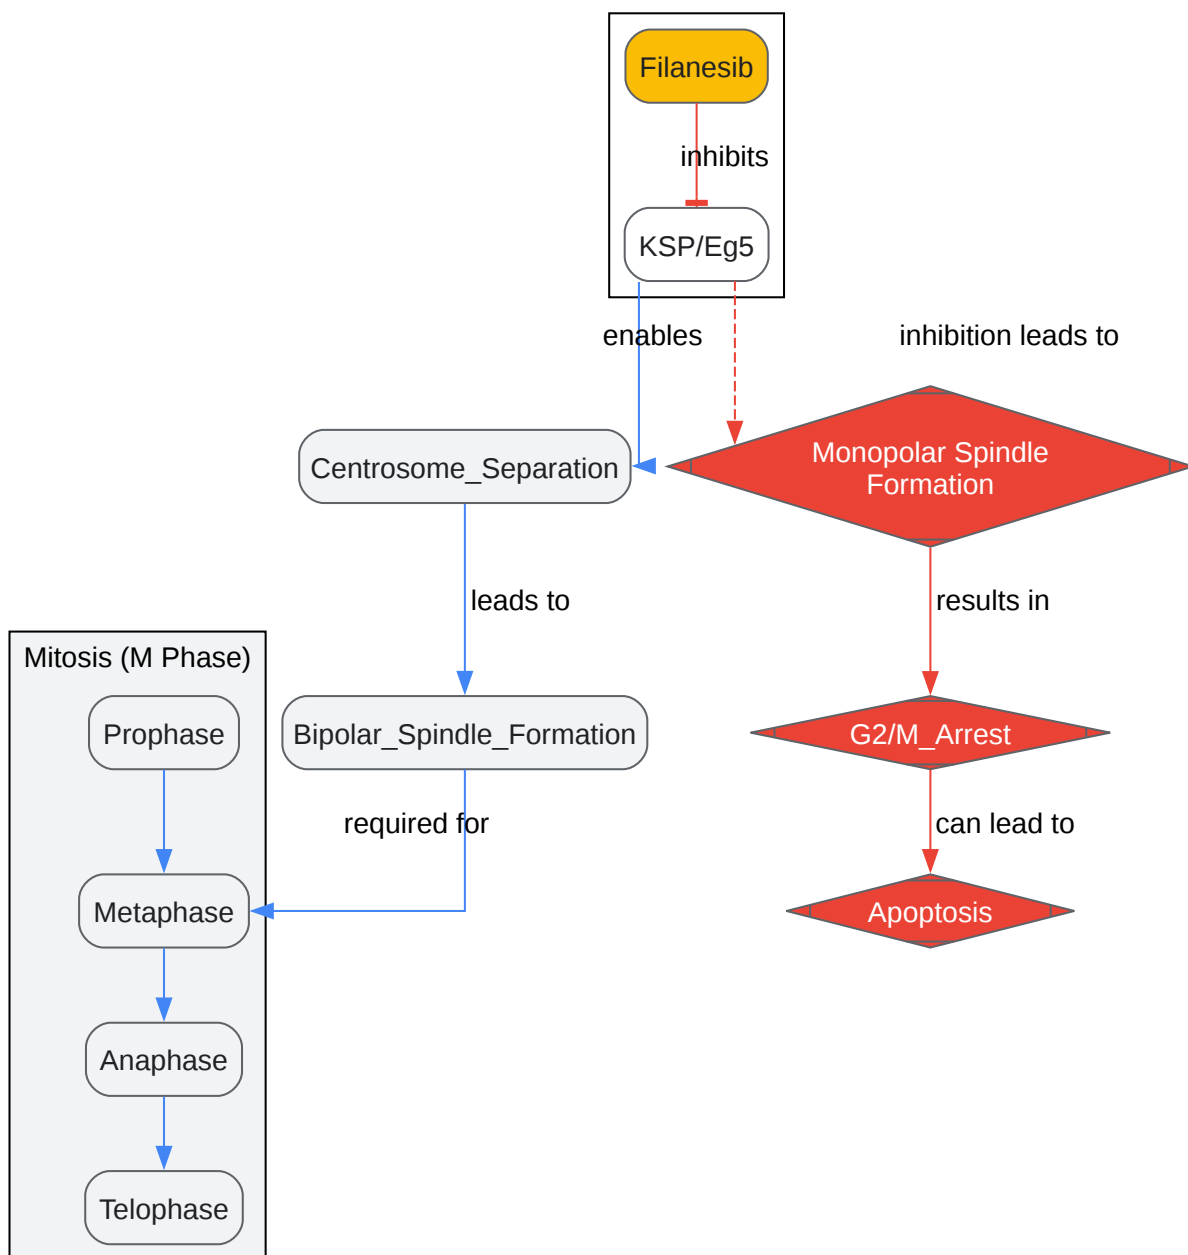 Filanesib
inhibits
KSP/Eg5
enables
inhibition leads to
Centrosome_Separation
Monopolar Spindle
Formation
leads to
results in
Mitosis (M Phase)
Prophase
Bipolar_Spindle_Formation
G2/M_Arrest
required for
can lead to
Metaphase
Apoptosis
Anaphase
Telophase